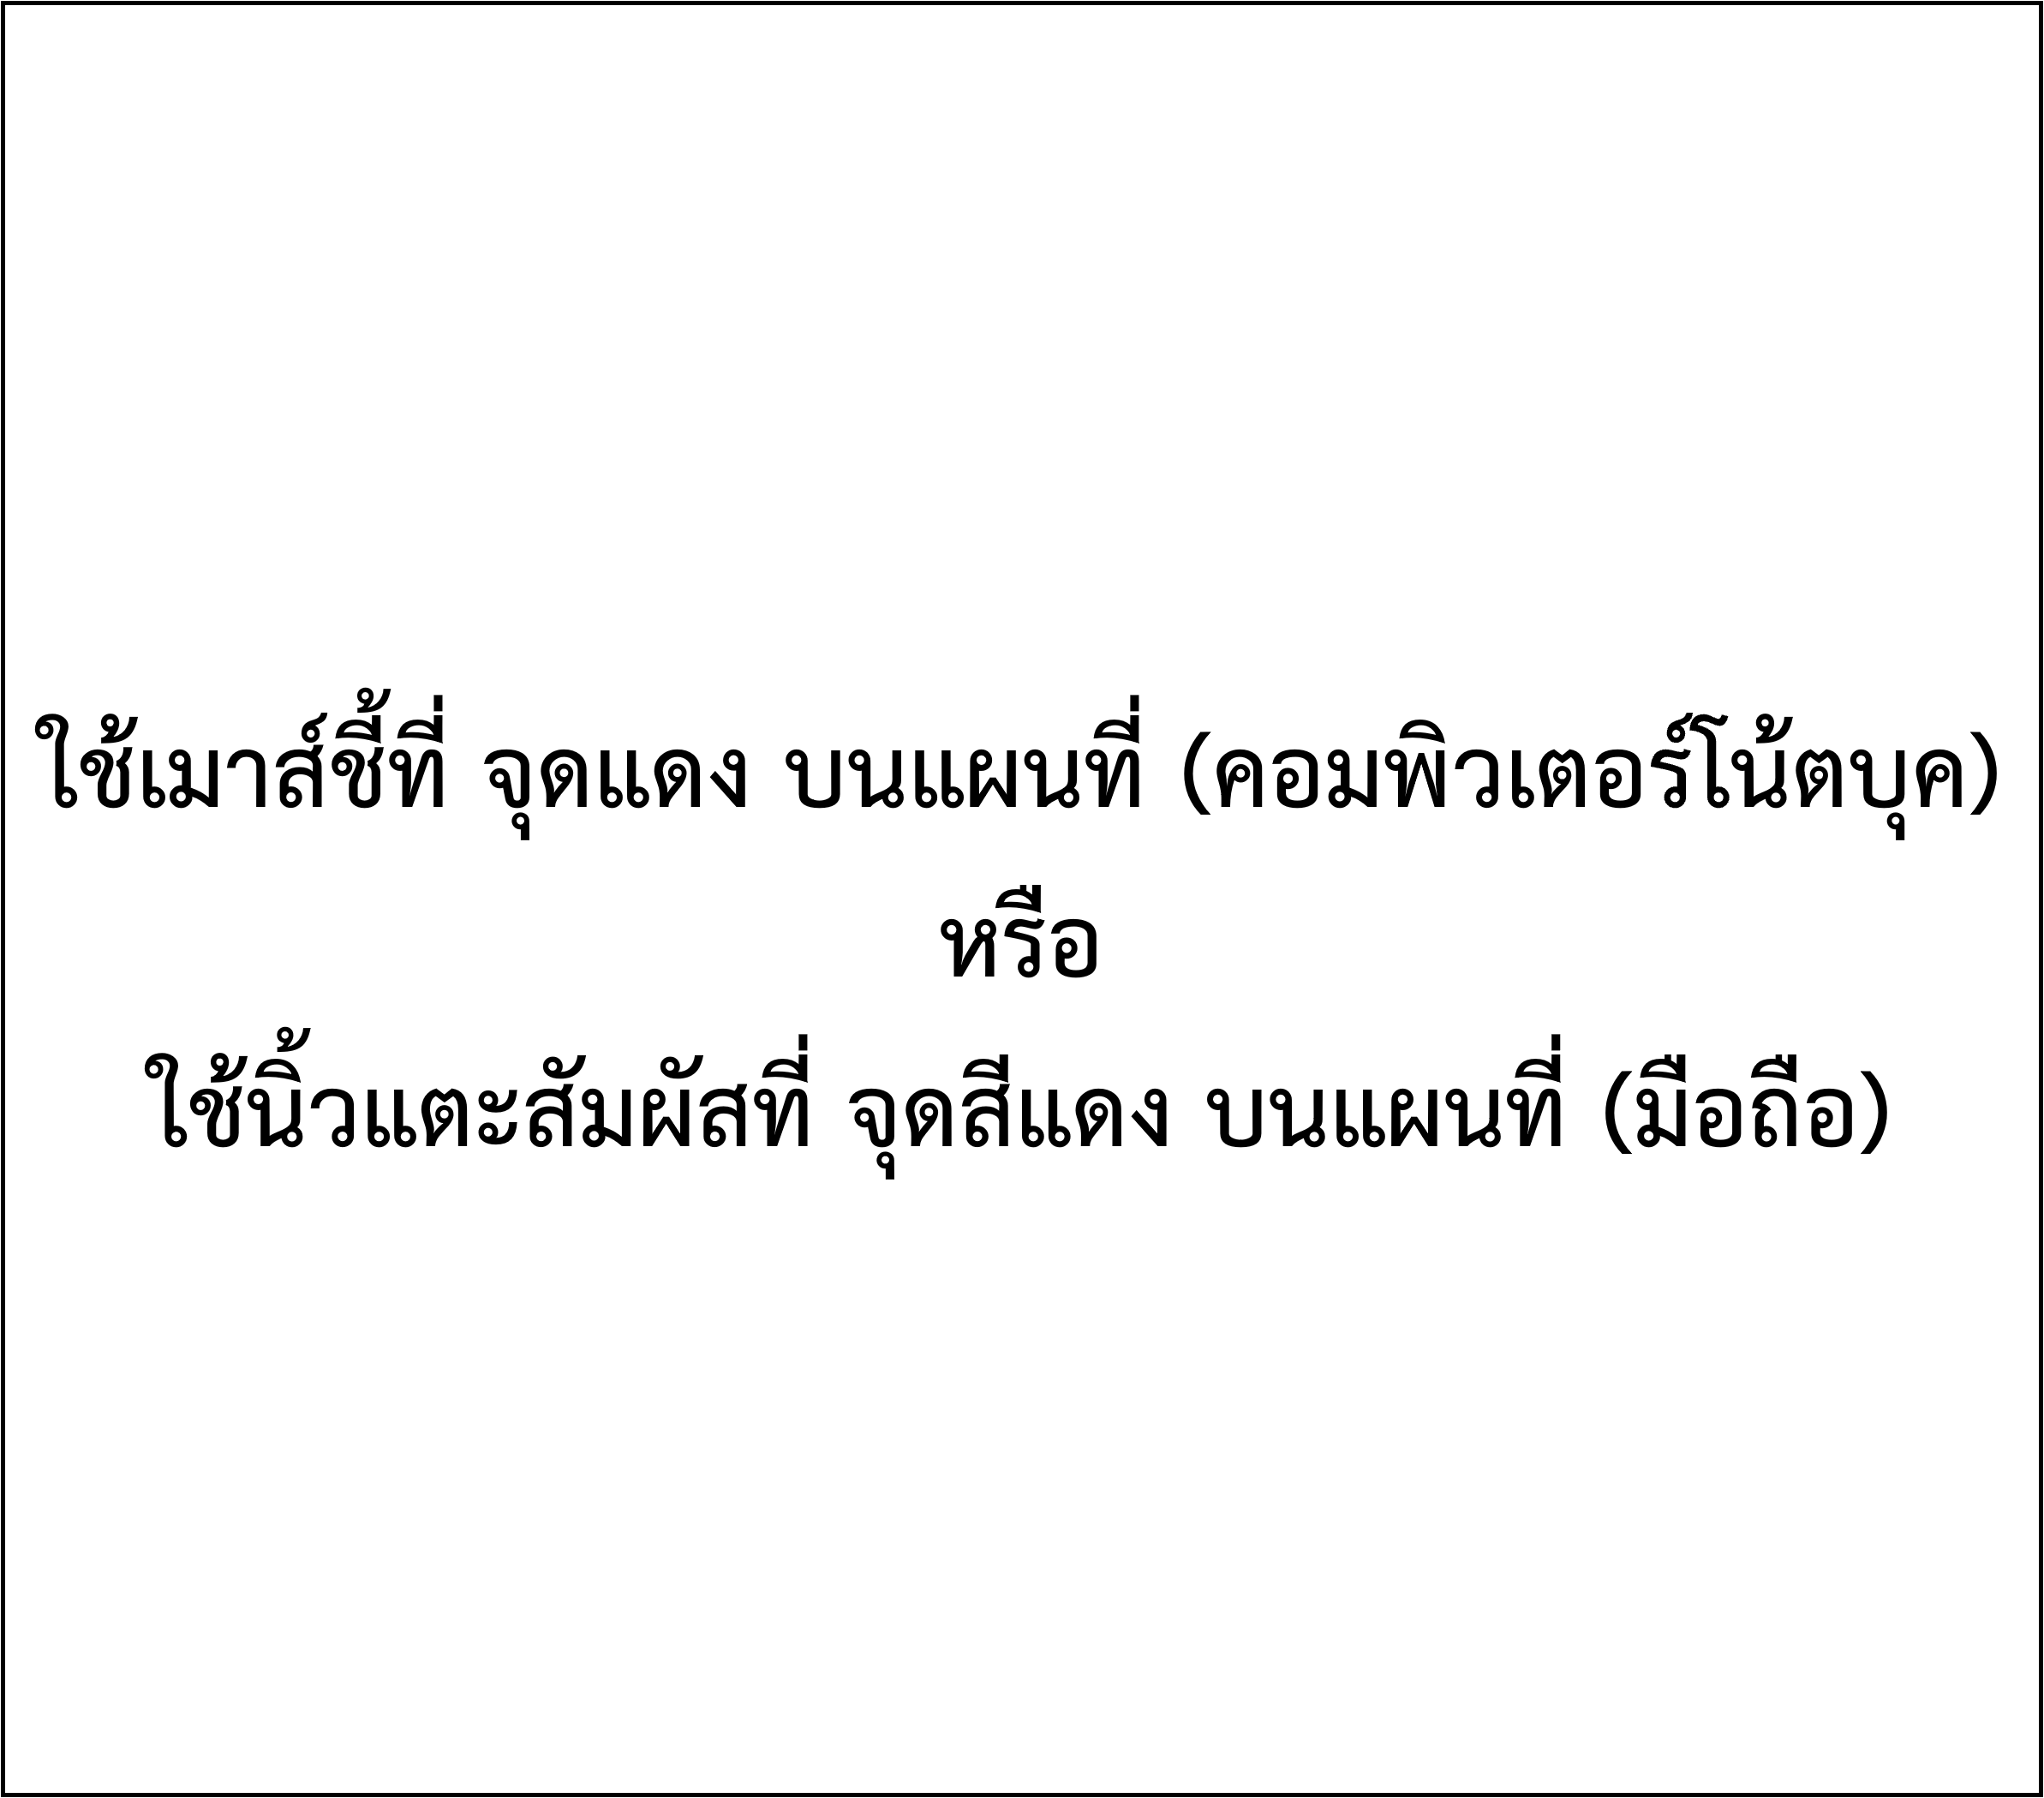 ใช้เมาส์ชี้ที่ จุดแดง บนแผนที่ (คอมพิวเตอร์โน้ตบุค)
หรือ
ใช้นิ้วแตะสัมผัสที่ จุดสีแดง บนแผนที่ (มือถือ)